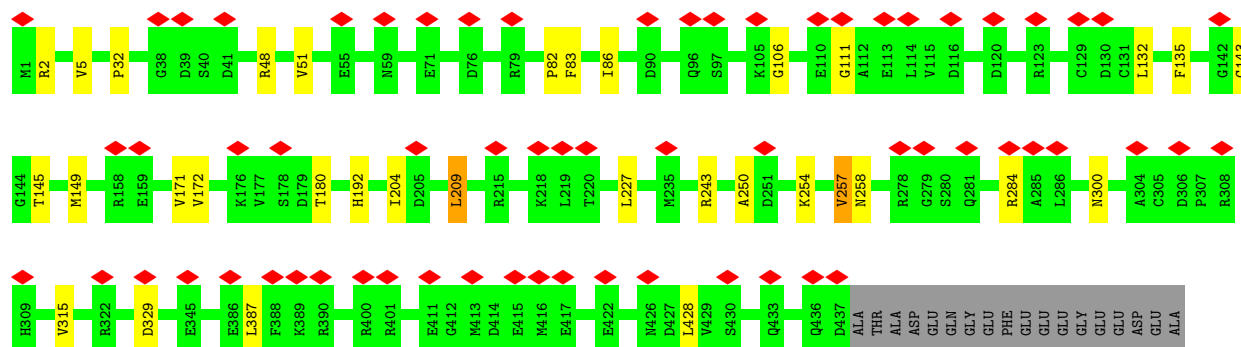 M1 R2 V5 P32 G38 D39 S40 D41 R48 V51 E55 N59 E71 D76 R79 P82 F83 I86 D90 Q96 S97 K105 G106 E110 G111 A112 E113 L114 V115 D116 D120 R123 C129 D130 C131 L132 F135 G142 G143
G144 T145 M149 R158 E159 V171 V172 K176 V177 S178 D179 T180 H192 I204 D205 L209 R215 K218 L219 T220 L227 M235 R243 A250 D251 K254 V257 N258 R278 G279 S280 Q281 R284 A285 L286 N300 A304 C305 D306 P307 R308
H309 V315 R322 D329 E345 E386 L387 F388 K389 R390 R400 R401 E411 G412 M413 D414 E415 M416 E417 E422 N426 D427 L428 V429 S430 Q433 Q436 D437 ALA THR ALA ASP GLU GLN GLY GLU PHE GLU GLU GLU GLY GLU GLU ASP GLU ALA